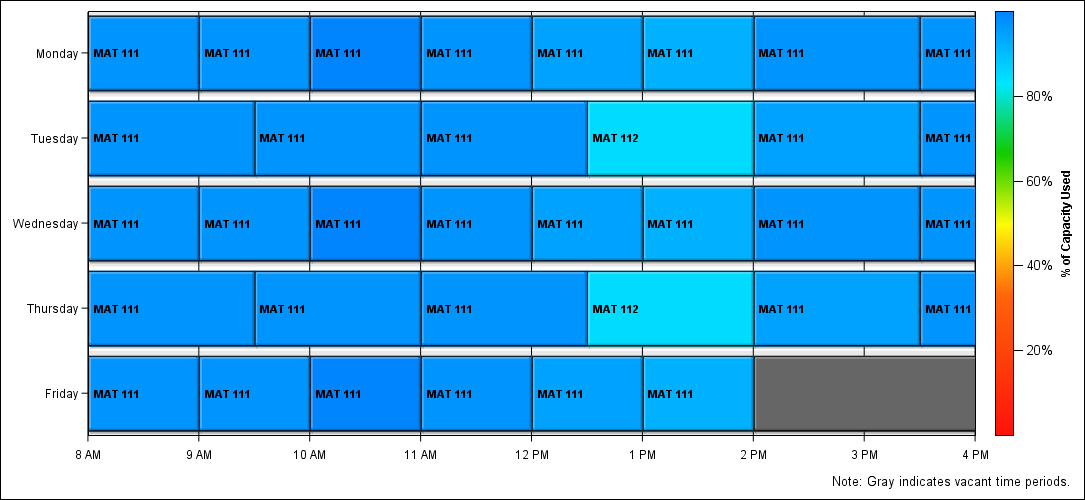 Monday MAT 111 MAT 111 MAT 111 MAT 111 MAT 111 MAT 111 MAT 111 MAT 111
80%
Tuesday MAT 111 MAT 111 MAT 111 MAT 112 MAT 111 MAT 111
60%
Wednesday MAT 111 MAT 111 MAT 111 MAT 111 MAT 111 MAT 111 MAT 111 MAT 111
% of Capacity Used
40%
Thursday MAT 111 MAT 111 MAT 111 MAT 112 MAT 111 MAT 111
20%
Friday MAT 111 MAT 111 MAT 111 MAT 111 MAT 111 MAT 111
8 AM 9 AM 10 AM 11 AM 12 PM 1 PM 2 PM 3 PM 4 PM
Note: Gray indicates vacant time periods.